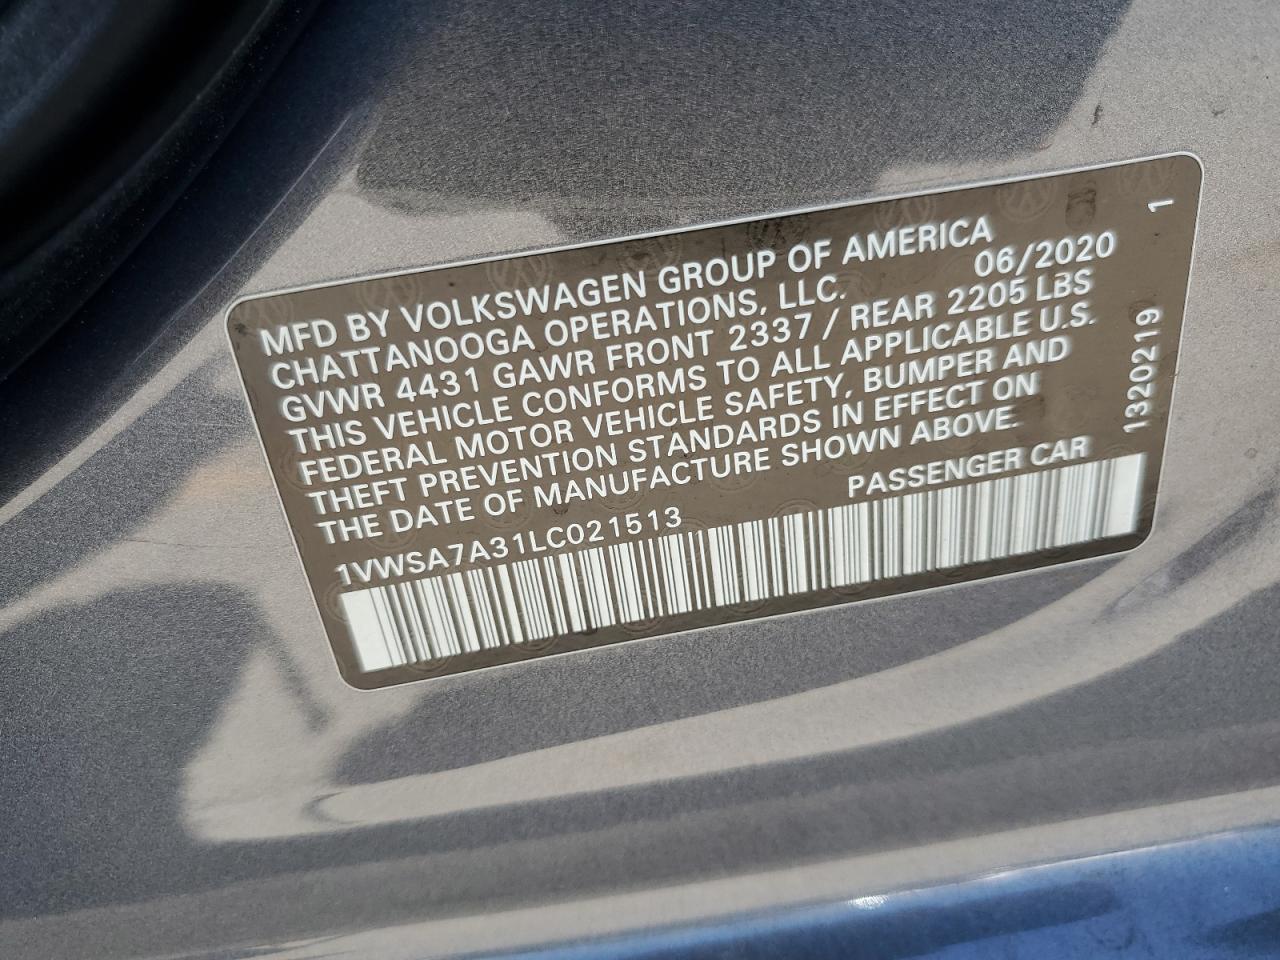 MFD BY VOLKSWAGEN GROUP OF AMERICA
CHATTANOOGA OPERATIONS, LLC. 06/2020
GVWR 4431 GAWR FRONT 2337 / REAR 2205 LBS
THIS VEHICLE CONFORMS TO ALL APPLICABLE U.S.
FEDERAL MOTOR VEHICLE SAFETY, BUMPER AND
THEFT PREVENTION STANDARDS IN EFFECT ON
THE DATE OF MANUFACTURE SHOWN ABOVE.
1VWSA7A31LC021513 PASSENGER CAR
1320219 1